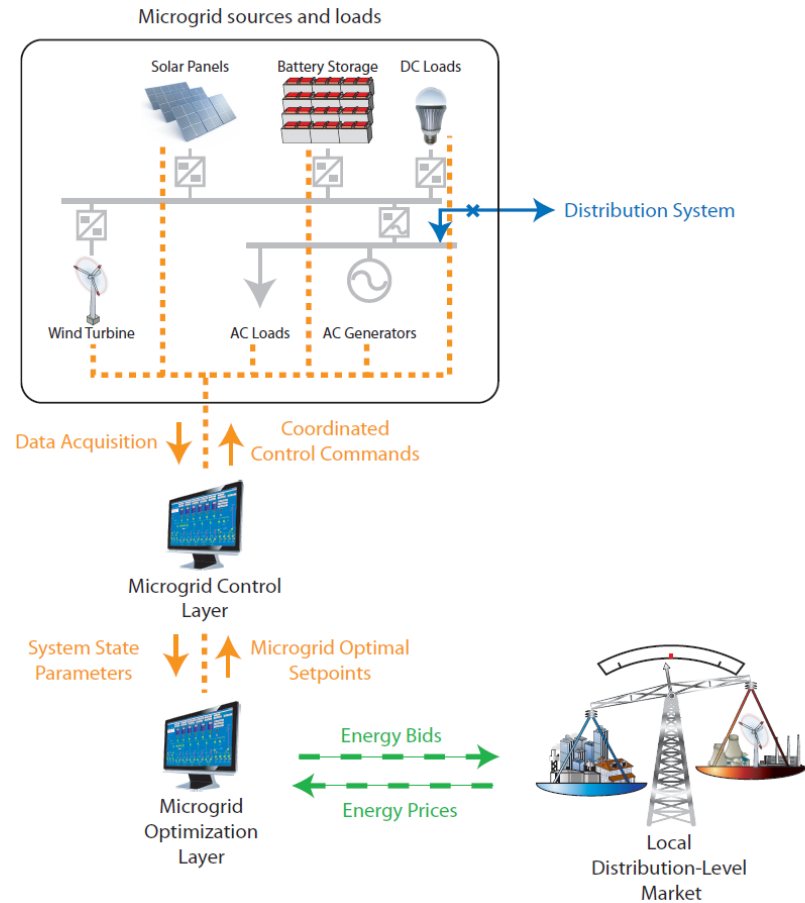 Microgrid sources and loads
Solar Panels
Battery Storage
DC Loads
Distribution System
Wind Turbine
AC Loads
AC Generators
Data Acquisition
Coordinated
Control Commands
Microgrid Control
Layer
System State
Parameters
Microgrid Optimal
Setpoints
Energy Bids
Energy Prices
Microgrid
Optimization
Layer
Local
Distribution-Level
Market